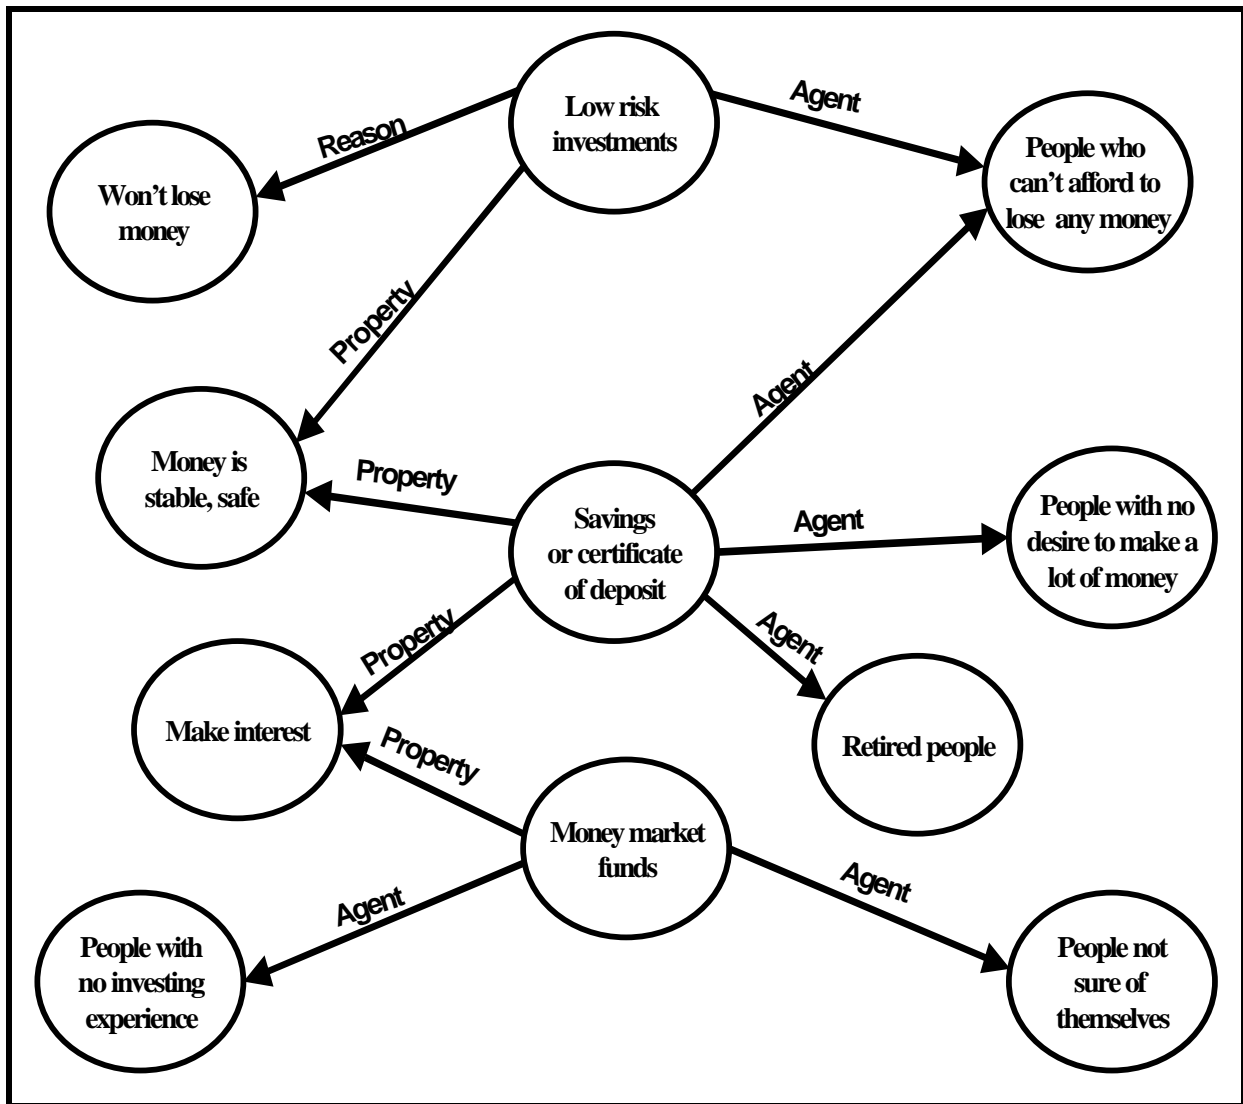 Low risk
investments
Agent
Reason
People who
can't afford to
lose any money
Won't lose
money
Property
Agent
Money is
stable, safe
Property
Savings
or certificate
of deposit
Agent
People with no
desire to make a
lot of money
Property
Agent
Make interest
Retired people
Property
Money market
funds
Agent
Agent
People with
no investing
experience
People not
sure of
themselves